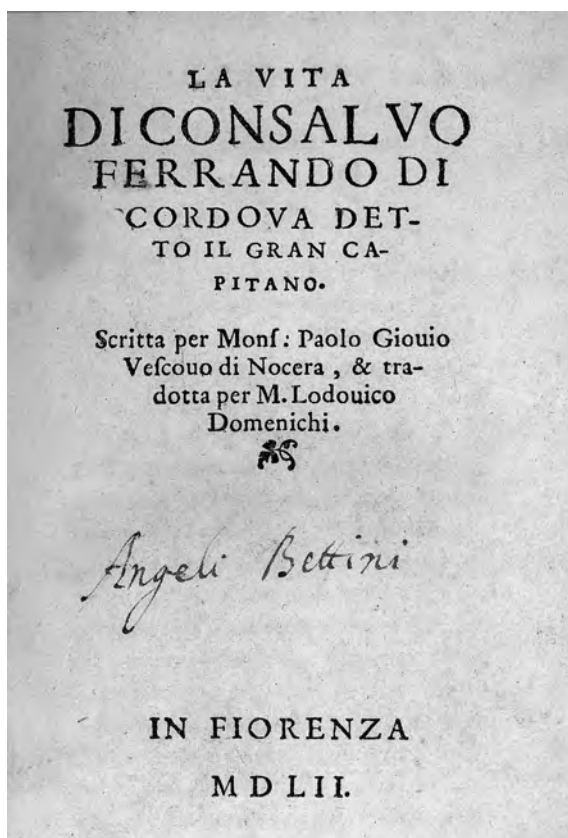 LA VITA
DI CONSALVO
FERRANDO DI
CORDOVA DET-
TO IL GRAN CA-
PITANO.
Scritta per Monſ: Paolo Giouio
Veſcouo di Nocera, & tra-
dotta per M. Lodouico
Domenichi.
Angeli Bettini
IN FIORENZA
MDLII.